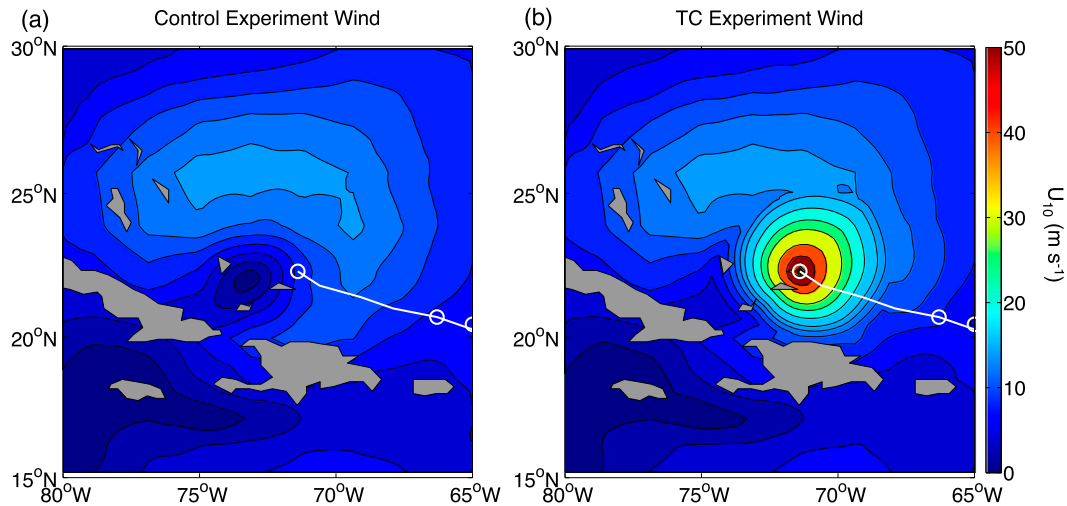 (a) Control Experiment Wind
30°N
25°N
20°N
15°N
80°W 75°W 70°W 65°W
(b) TC Experiment Wind
30°N
25°N
20°N
15°N
80°W 75°W 70°W 65°W
50
40
30
20
10
0
U₁₀ (m s⁻¹)